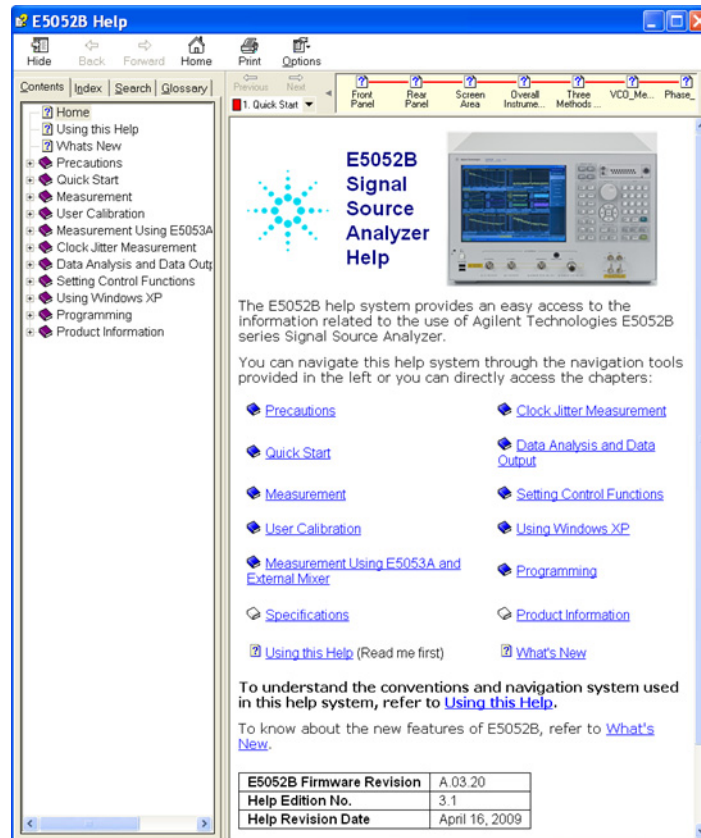 E5052B Help
Hide Back Forward Home Print Options
Contents Index Search Glossary
Home
Using this Help
Whats New
Precautions
Quick Start
Measurement
User Calibration
Measurement Using E5053A
Clock Jitter Measurement
Data Analysis and Data Outp
Setting Control Functions
Using Windows XP
Programming
Product Information
Previous Next
1. Quick Start
Front Panel
Rear Panel
Screen Area
Overall Instrume...
Three Methods ...
VCO_Me...
Phase_
E5052B
Signal
Source
Analyzer
Help
The E5052B help system provides an easy access to the
information related to the use of Agilent Technologies E5052B
series Signal Source Analyzer.
You can navigate this help system through the navigation tools
provided in the left or you can directly access the chapters:
Precautions
Clock Jitter Measurement
Quick Start
Data Analysis and Data
Output
Measurement
Setting Control Functions
User Calibration
Using Windows XP
Measurement Using E5053A and
External Mixer
Programming
Specifications
Product Information
Using this Help (Read me first)
What's New
To understand the conventions and navigation system used
in this help system, refer to Using this Help.
To know about the new features of E5052B, refer to What's
New.
E5052B Firmware Revision A.03.20
Help Edition No. 3.1
Help Revision Date April 16, 2009